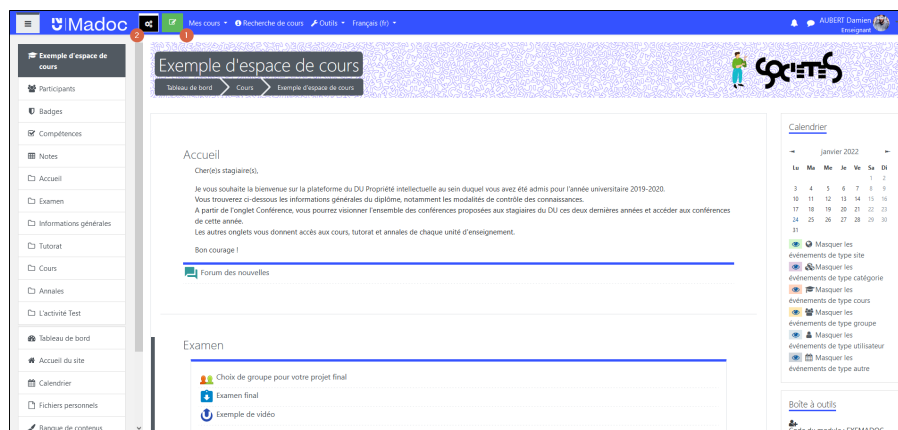 Madoc
Mes cours
Recherche de cours
Outils
Français (fr)
AUBERT Damien
Enseignant
2
1
Exemple d'espace de
cours
Participants
Badges
Compétences
Notes
Accueil
Examen
Informations générales
Tutorat
Cours
Annales
L'activité Test
Tableau de bord
Accueil du site
Calendrier
Fichiers personnels
Banque de contenus
Exemple d'espace de cours
Tableau de bord
Cours
Exemple d'espace de cours
SOCIETES
Accueil
Cher(e)s stagiaire(s),
Je vous souhaite la bienvenue sur la plateforme du DU Propriété intellectuelle au sein duquel vous avez été admis pour l'année universitaire 2019-2020.
Vous trouverez ci-dessous les informations générales du diplôme, notamment les modalités de contrôle des connaissances.
A partir de l'onglet Conférence, vous pourrez visionner l'ensemble des conférences proposées aux stagiaires du DU ces deux dernières années et accéder aux conférences
de cette année.
Les autres onglets vous donnent accès aux cours, tutorat et annales de chaque unité d'enseignement.
Bon courage !
Forum des nouvelles
Examen
Choix de groupe pour votre projet final
Examen final
Exemple de vidéo
Calendrier
janvier 2022
Lu Ma Me Je Ve Sa Di
1 2
3 4 5 6 7 8 9
10 11 12 13 14 15 16
17 18 19 20 21 22 23
24 25 26 27 28 29 30
31
Masquer les
événements de type site
Masquer les
événements de type catégorie
Masquer les
événements de type cours
Masquer les
événements de type groupe
Masquer les
événements de type utilisateur
Masquer les
événements de type autre
Boîte à outils
Code du module : EXEMADOC